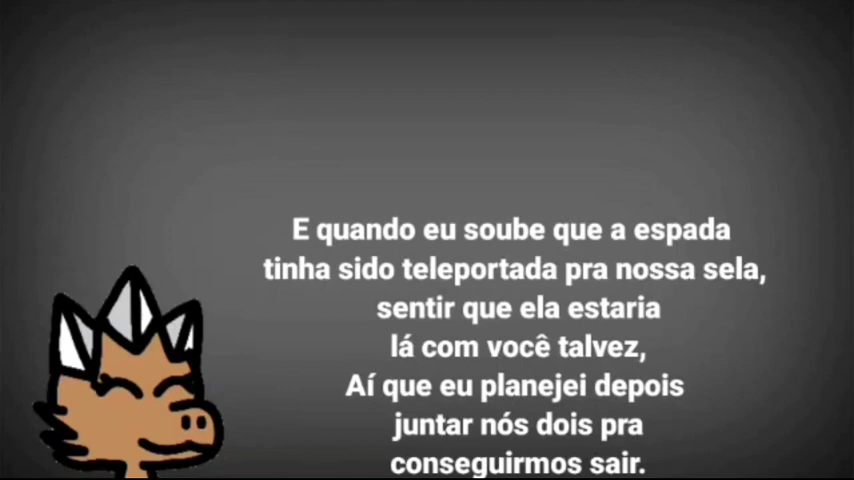 E quando eu soube que a espada
tinha sido teleportada pra nossa sela,
sentir que ela estaria
lá com você talvez,
Aí que eu planejei depois
juntar nós dois pra
conseguirmos sair.